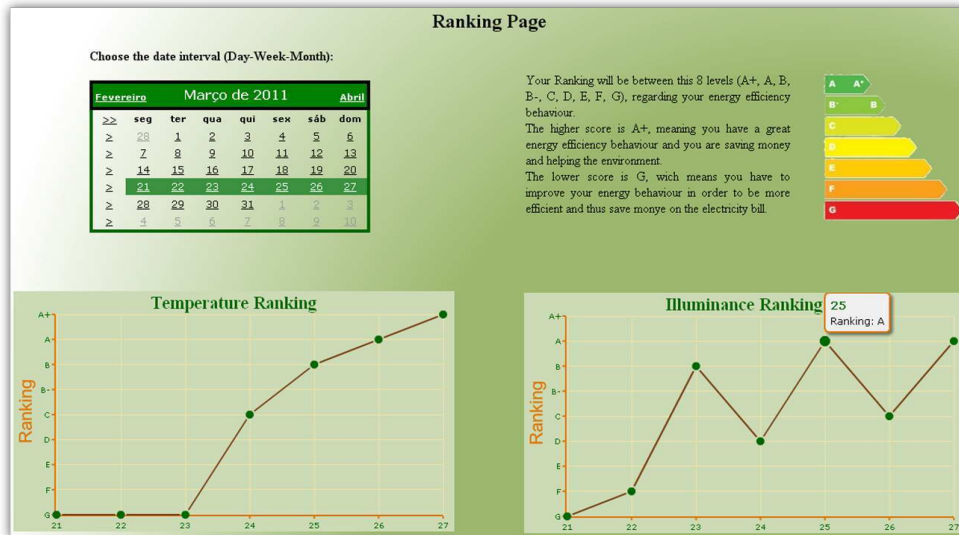 Ranking Page
Choose the date interval (Day-Week-Month):
Fevereiro Março de 2011 Abril
>> seg ter qua qui sex sáb dom
> 28 1 2 3 4 5 6
> 7 8 9 10 11 12 13
> 14 15 16 17 18 19 20
> 21 22 23 24 25 26 27
> 28 29 30 31 1 2 3
> 4 5 6 7 8 9 10
Your Ranking will be between this 8 levels (A+, A, B,
B-, C, D, E, F, G), regarding your energy efficiency
behaviour.
The higher score is A+, meaning you have a great
energy efficiency behaviour and you are saving money
and helping the environment.
The lower score is G, wich means you have to
improve your energy behaviour in order to be more
efficient and thus save monye on the electricity bill.
A A+
B- B
C
D
E
F
G
Temperature Ranking
Ranking
A+
A
B
B-
C
D
E
F
G
21 22 23 24 25 26 27
Illuminance Ranking
25
Ranking: A
Ranking
A+
A
B
B-
C
D
E
F
G
21 22 23 24 25 26 27